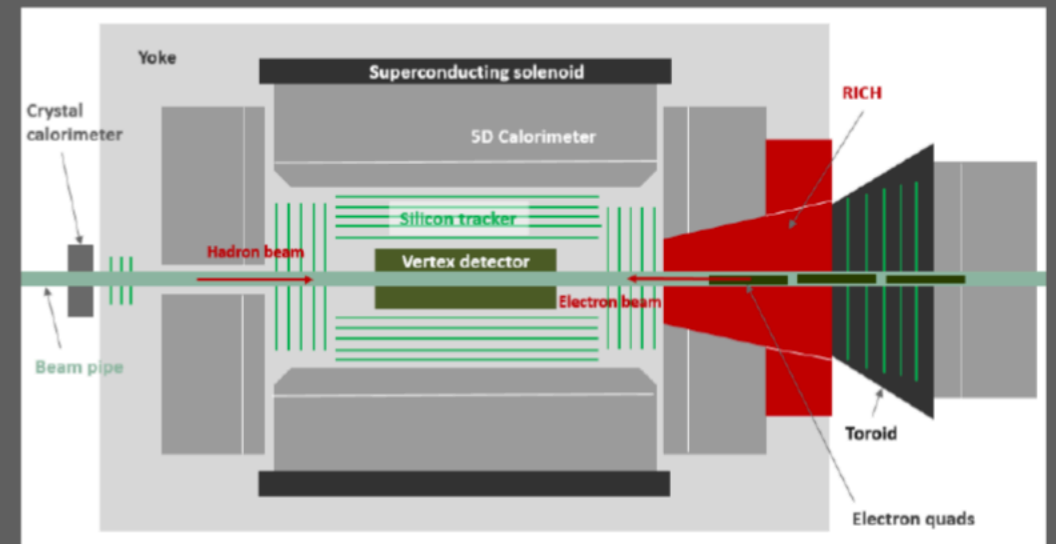 Yoke
Superconducting solenoid
RICH
Crystal
calorimeter
5D Calorimeter
Silicon tracker
Hadron beam
Vertex detector
Electron beam
Beam pipe
Toroid
Electron quads